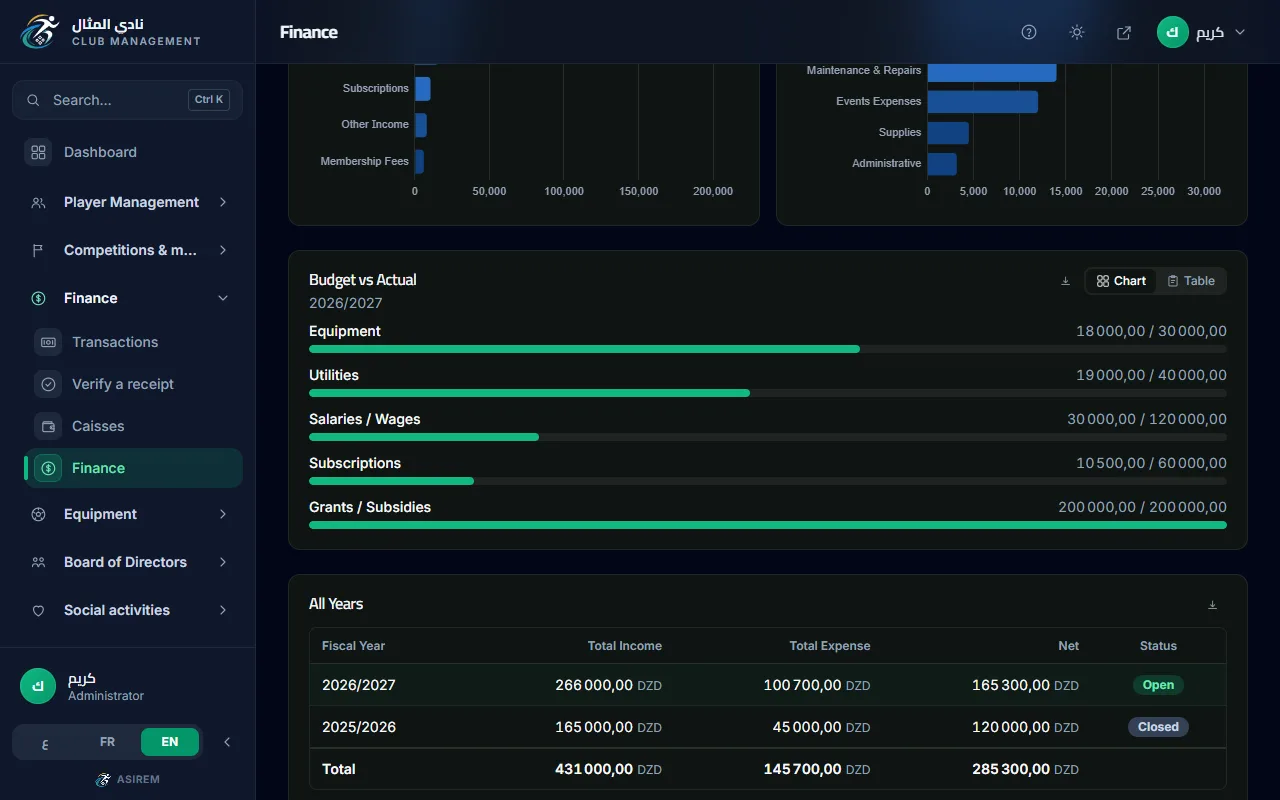 نادي المثال
CLUB MANAGEMENT
Search...
Ctrl K
Dashboard
Player Management
Competitions & m...
Finance
Transactions
Verify a receipt
Caisses
Finance
Equipment
Board of Directors
Social activities
كريم
Administrator
ع
FR
EN
ASIREM
Finance
ك
كريم
Subscriptions
Other Income
Membership Fees
0 50,000 100,000 150,000 200,000
Maintenance & Repairs
Events Expenses
Supplies
Administrative
0 5,000 10,000 15,000 20,000 25,000 30,000
Budget vs Actual
Chart
Table
2026/2027
Equipment 18 000,00 / 30 000,00
Utilities 19 000,00 / 40 000,00
Salaries / Wages 30 000,00 / 120 000,00
Subscriptions 10 500,00 / 60 000,00
Grants / Subsidies 200 000,00 / 200 000,00
All Years
Fiscal Year Total Income Total Expense Net Status
2026/2027 266 000,00 DZD 100 700,00 DZD 165 300,00 DZD Open
2025/2026 165 000,00 DZD 45 000,00 DZD 120 000,00 DZD Closed
Total 431 000,00 DZD 145 700,00 DZD 285 300,00 DZD